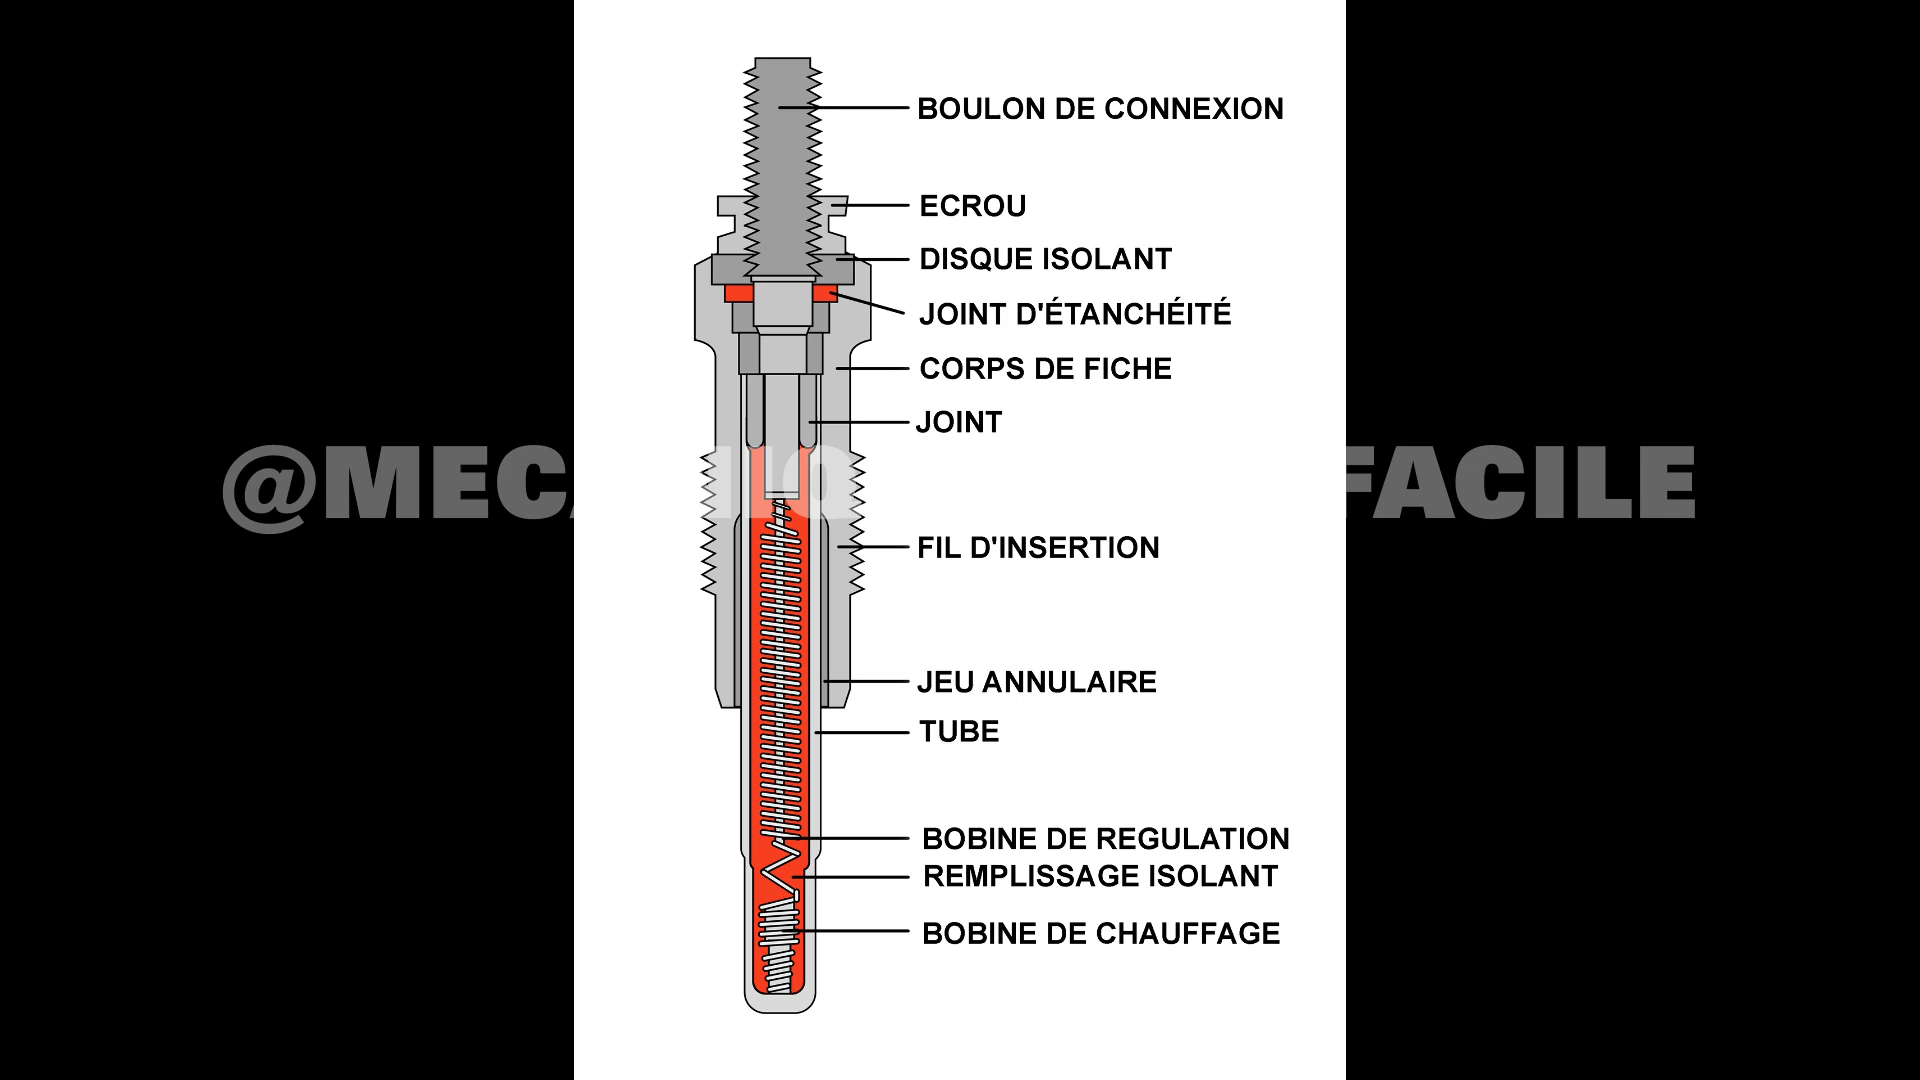 BOULON DE CONNEXION
ECROU
DISQUE ISOLANT
JOINT D'ÉTANCHÉITÉ
CORPS DE FICHE
JOINT
@MECANIQ FACILE
FIL D'INSERTION
JEU ANNULAIRE
TUBE
BOBINE DE REGULATION
REMPLISSAGE ISOLANT
BOBINE DE CHAUFFAGE